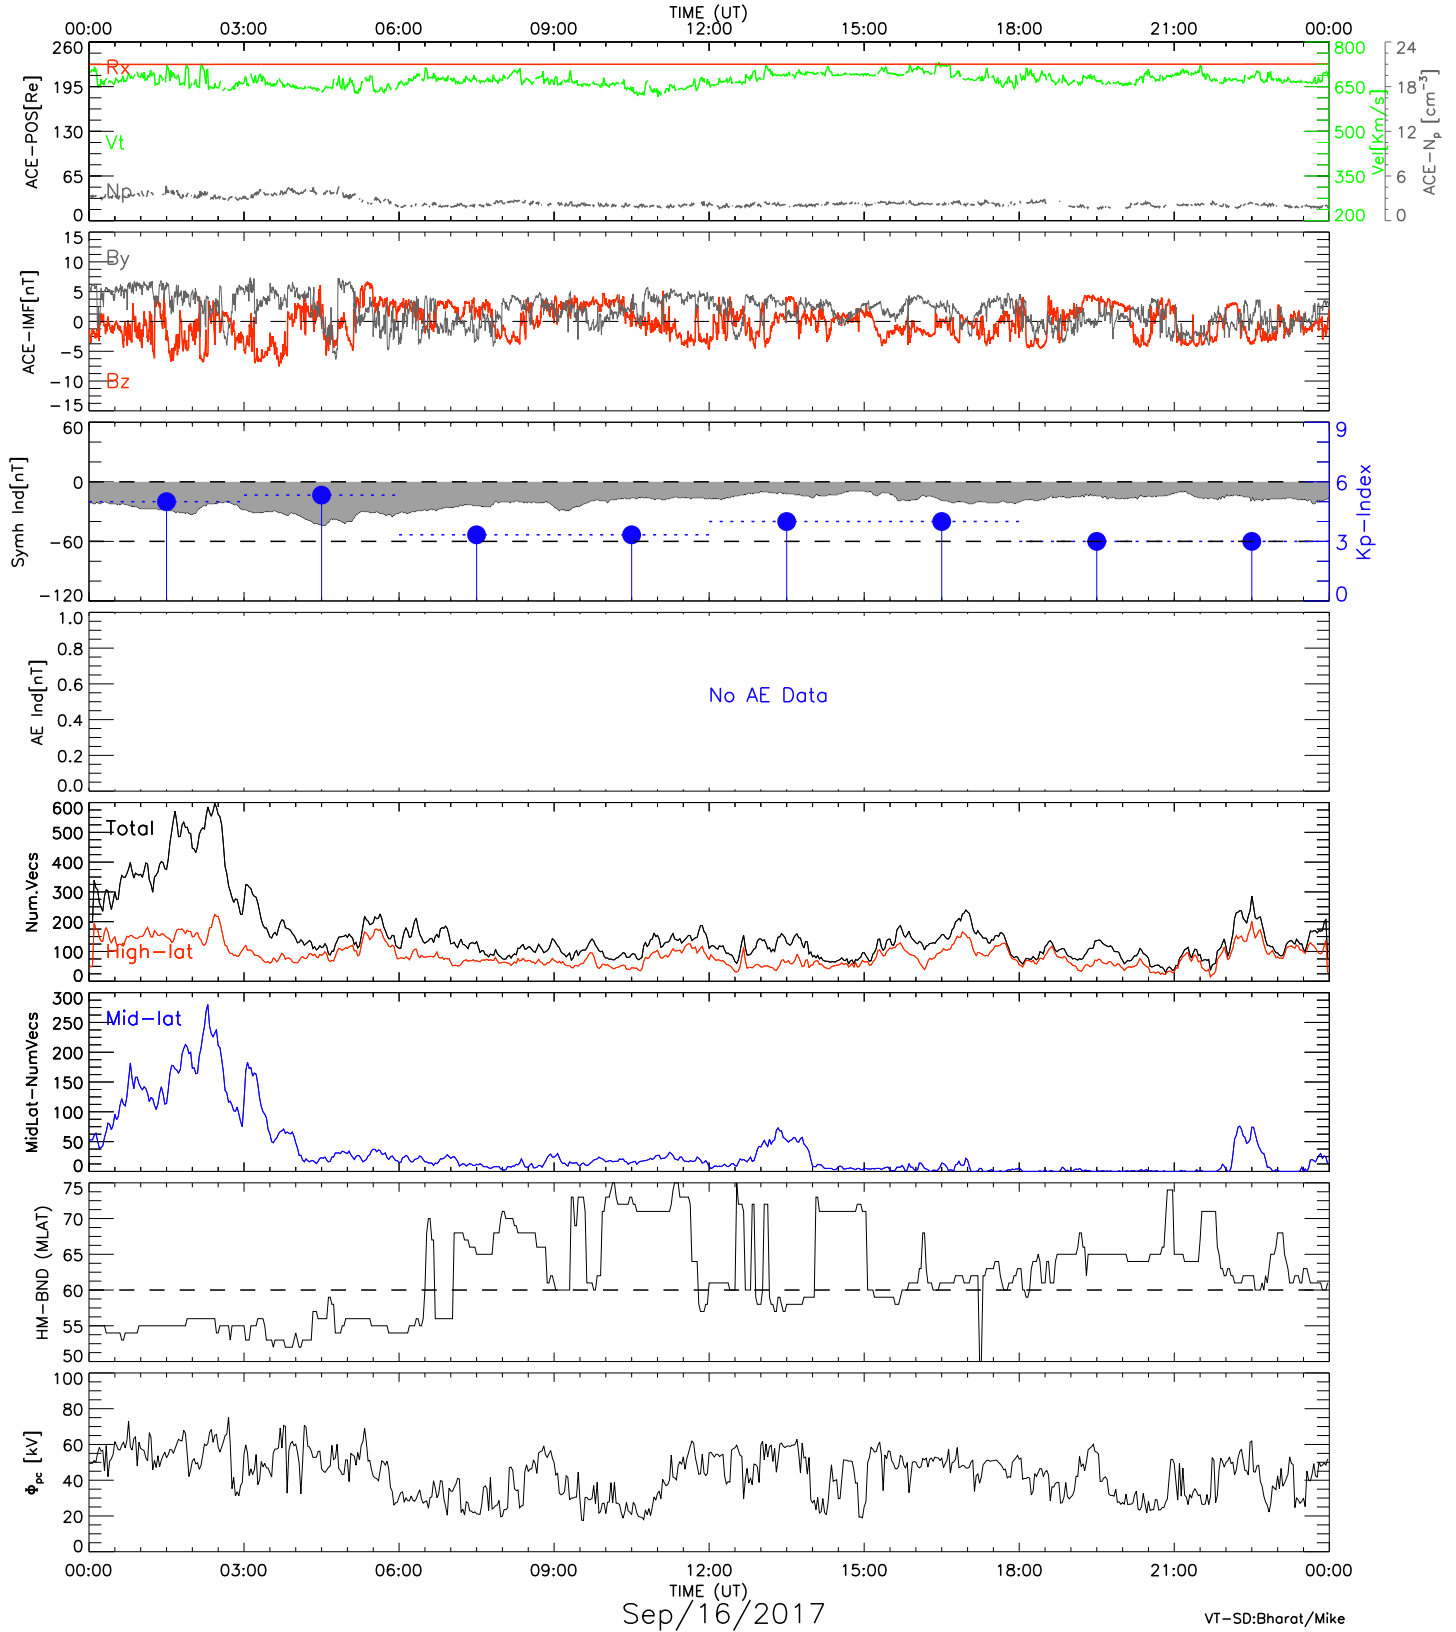 TIME (UT)
00:00 03:00 06:00 09:00 12:00 15:00 18:00 21:00 00:00
ACE-POS[Re]
260
195
130
65
0
Rx
Vt
Np
800
650
500
350
200
Vel[Km/s]
24
18
12
6
0
ACE-Np [cm-3]
ACE-IMF[nT]
15
10
5
0
-5
-10
-15
By
Bz
Symh Ind[nT]
60
0
-60
-120
9
6
3
0
Kp-Index
AE Ind[nT]
1.0
0.8
0.6
0.4
0.2
0.0
No AE Data
Num.Vecs
600
500
400
300
200
100
0
Total
High-lat
MidLat-NumVecs
300
250
200
150
100
50
0
Mid-lat
HM-BND (MLAT)
75
70
65
60
55
50
Φpc [kV]
100
80
60
40
20
0
00:00 03:00 06:00 09:00 12:00 15:00 18:00 21:00 00:00
TIME (UT)
Sep/16/2017
VT-SD:Bharat/Mike